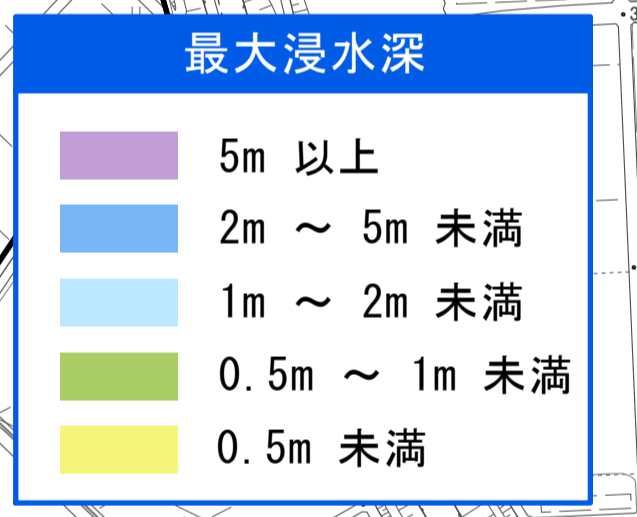 最大浸水深
5m 以上
2m ～ 5m 未満
1m ～ 2m 未満
0.5m ～ 1m 未満
0.5m 未満